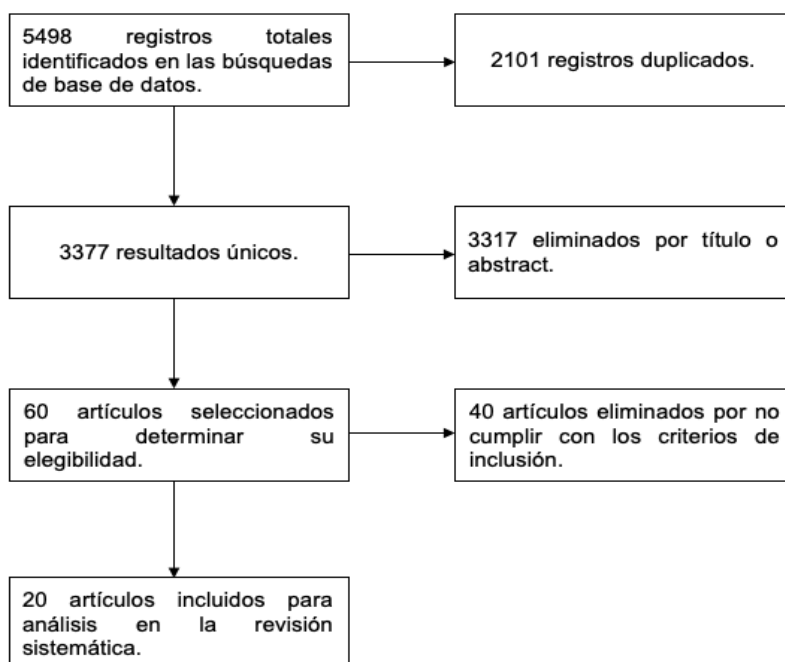 5498 registros totales
identificados en las búsquedas
de base de datos.
2101 registros duplicados.
3377 resultados únicos.
3317 eliminados por título o
abstract.
60 artículos seleccionados
para determinar su
elegibilidad.
40 artículos eliminados por no
cumplir con los criterios de
inclusión.
20 artículos incluidos para
análisis en la revisión
sistemática.